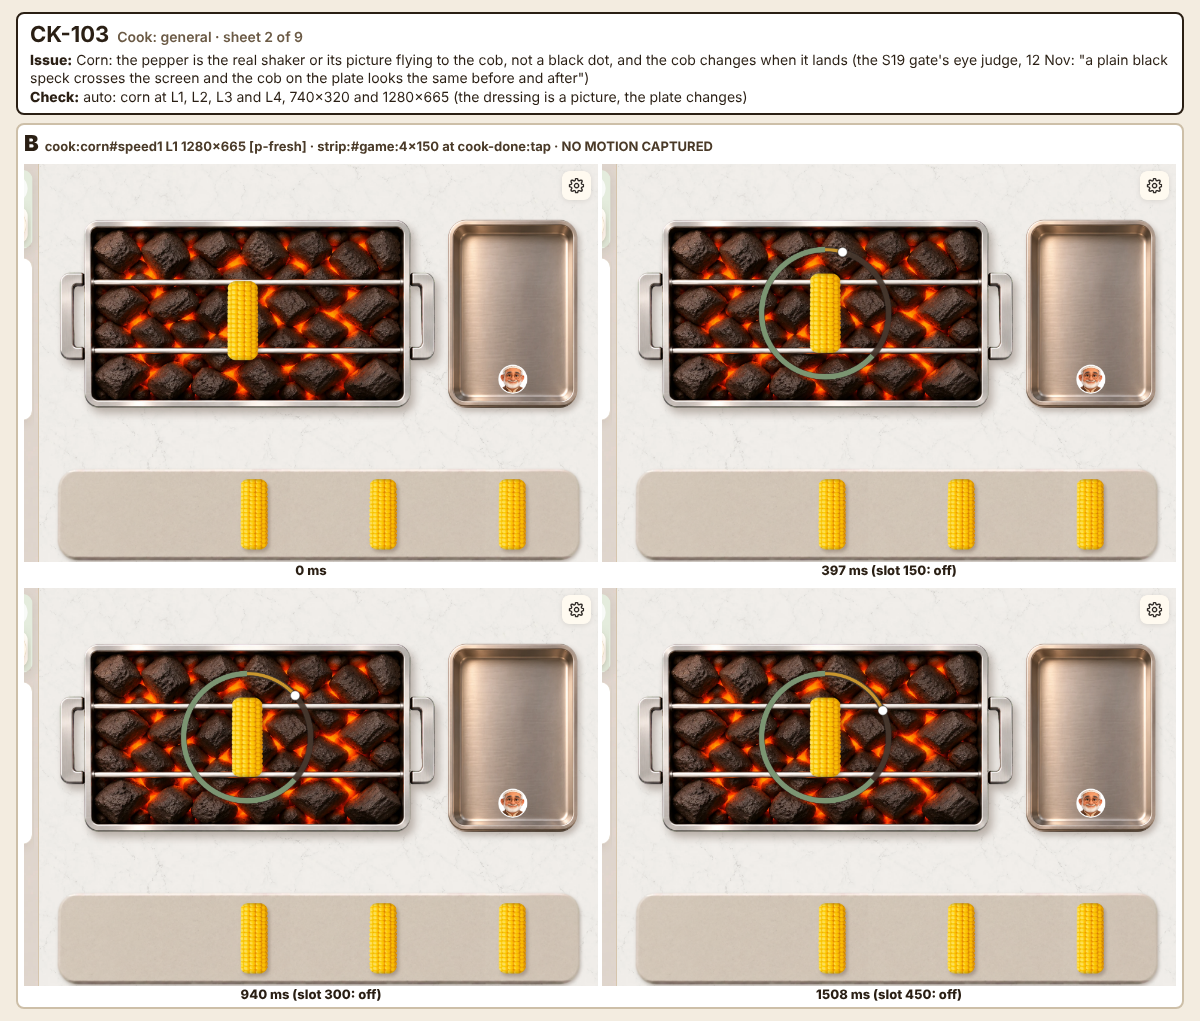 CK-103 Cook: general · sheet 2 of 9
Issue: Corn: the pepper is the real shaker or its picture flying to the cob, not a black dot, and the cob changes when it lands (the S19 gate's eye judge, 12 Nov: "a plain black
speck crosses the screen and the cob on the plate looks the same before and after")
Check: auto: corn at L1, L2, L3 and L4, 740×320 and 1280×665 (the dressing is a picture, the plate changes)
B cook:corn#speed1 L1 1280×665 [p-fresh] · strip:#game:4×150 at cook-done:tap · NO MOTION CAPTURED
0 ms
397 ms (slot 150: off)
940 ms (slot 300: off)
1508 ms (slot 450: off)